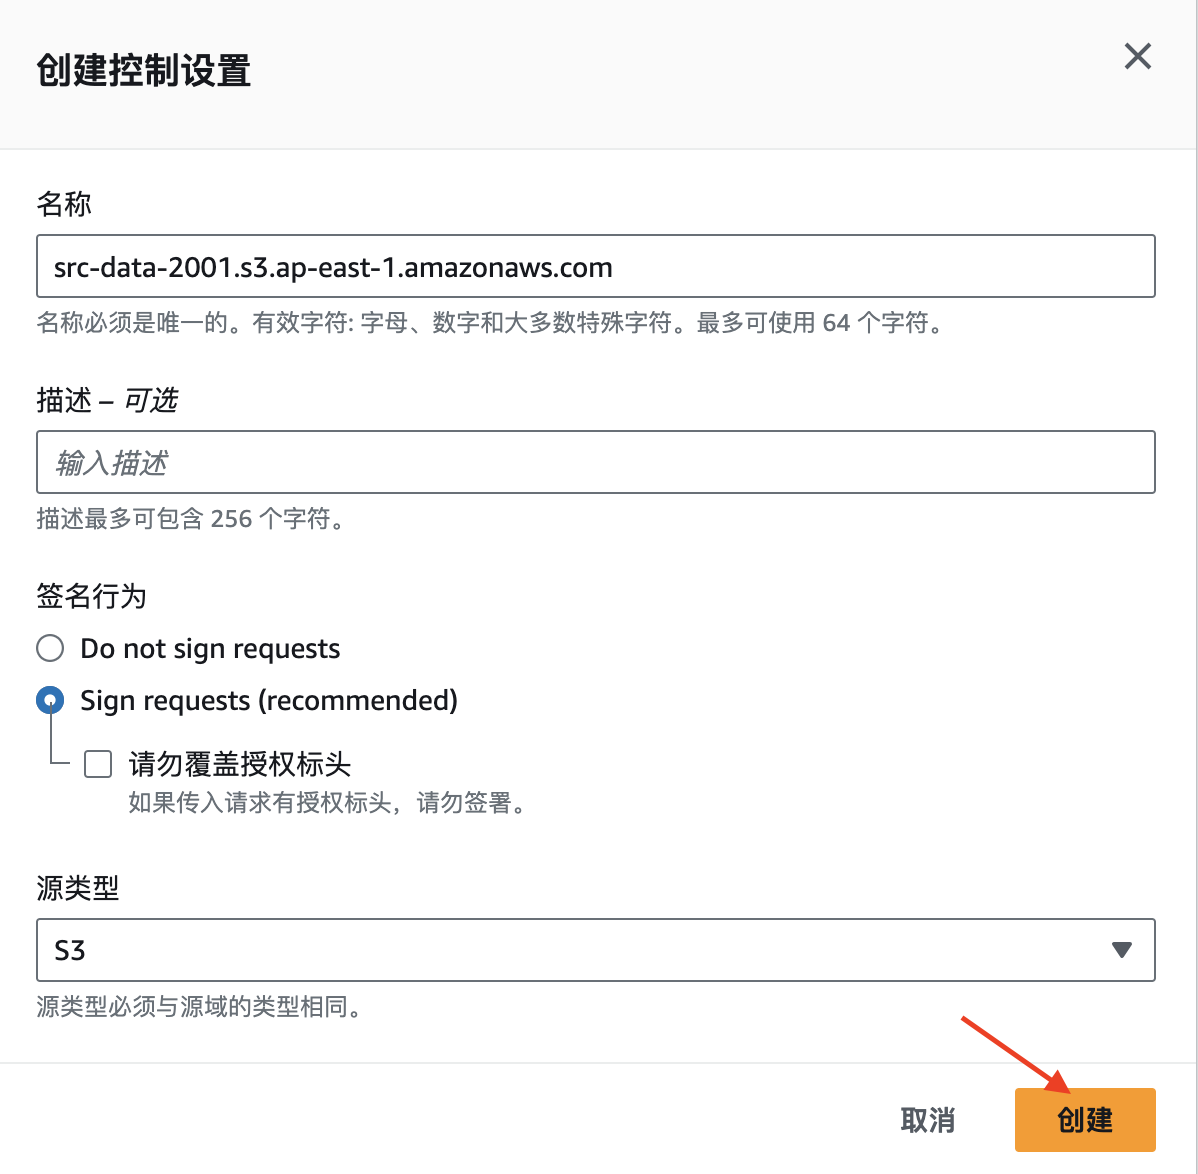 创建控制设置
名称
src-data-2001.s3.ap-east-1.amazonaws.com
名称必须是唯一的。有效字符: 字母、数字和大多数特殊字符。最多可使用 64 个字符。
描述 – 可选
输入描述
描述最多可包含 256 个字符。
签名行为
Do not sign requests
Sign requests (recommended)
请勿覆盖授权标头
如果传入请求有授权标头，请勿签署。
源类型
S3
源类型必须与源域的类型相同。
取消
创建